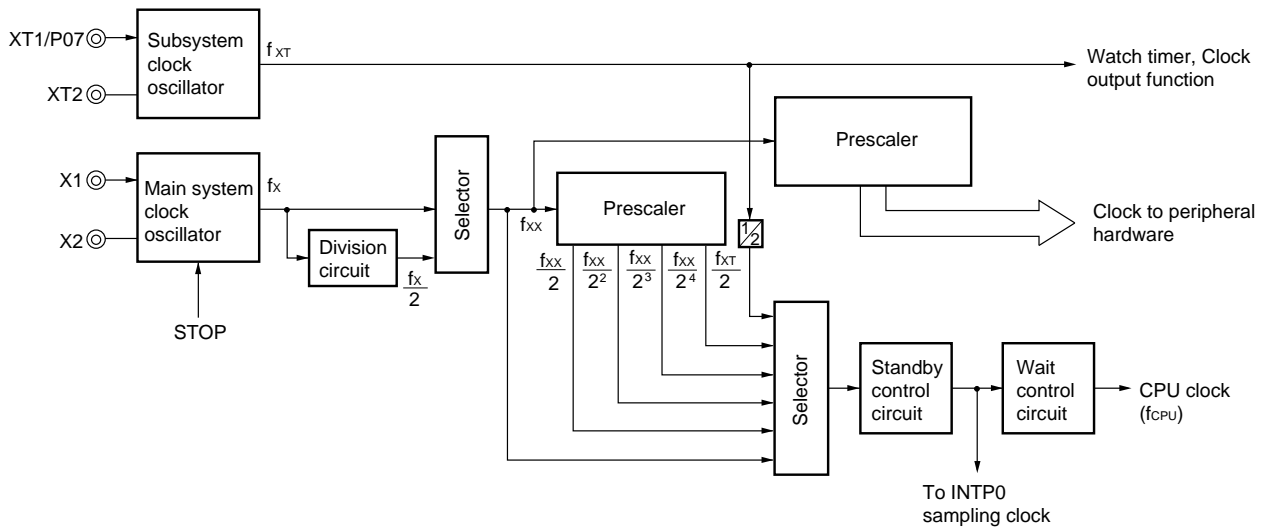 XT1/P07
XT2
Subsystem
clock
oscillator
fXT
Watch timer, Clock
output function
X1
X2
Main system
clock
oscillator
fX
STOP
Division
circuit
fX/2
Selector
fXX
Prescaler
Prescaler
1/2
Clock to peripheral
hardware
fXX/2
fXX/2²
fXX/2³
fXX/2⁴
fXT/2
Selector
Standby
control
circuit
Wait
control
circuit
CPU clock
(fCPU)
To INTP0
sampling clock